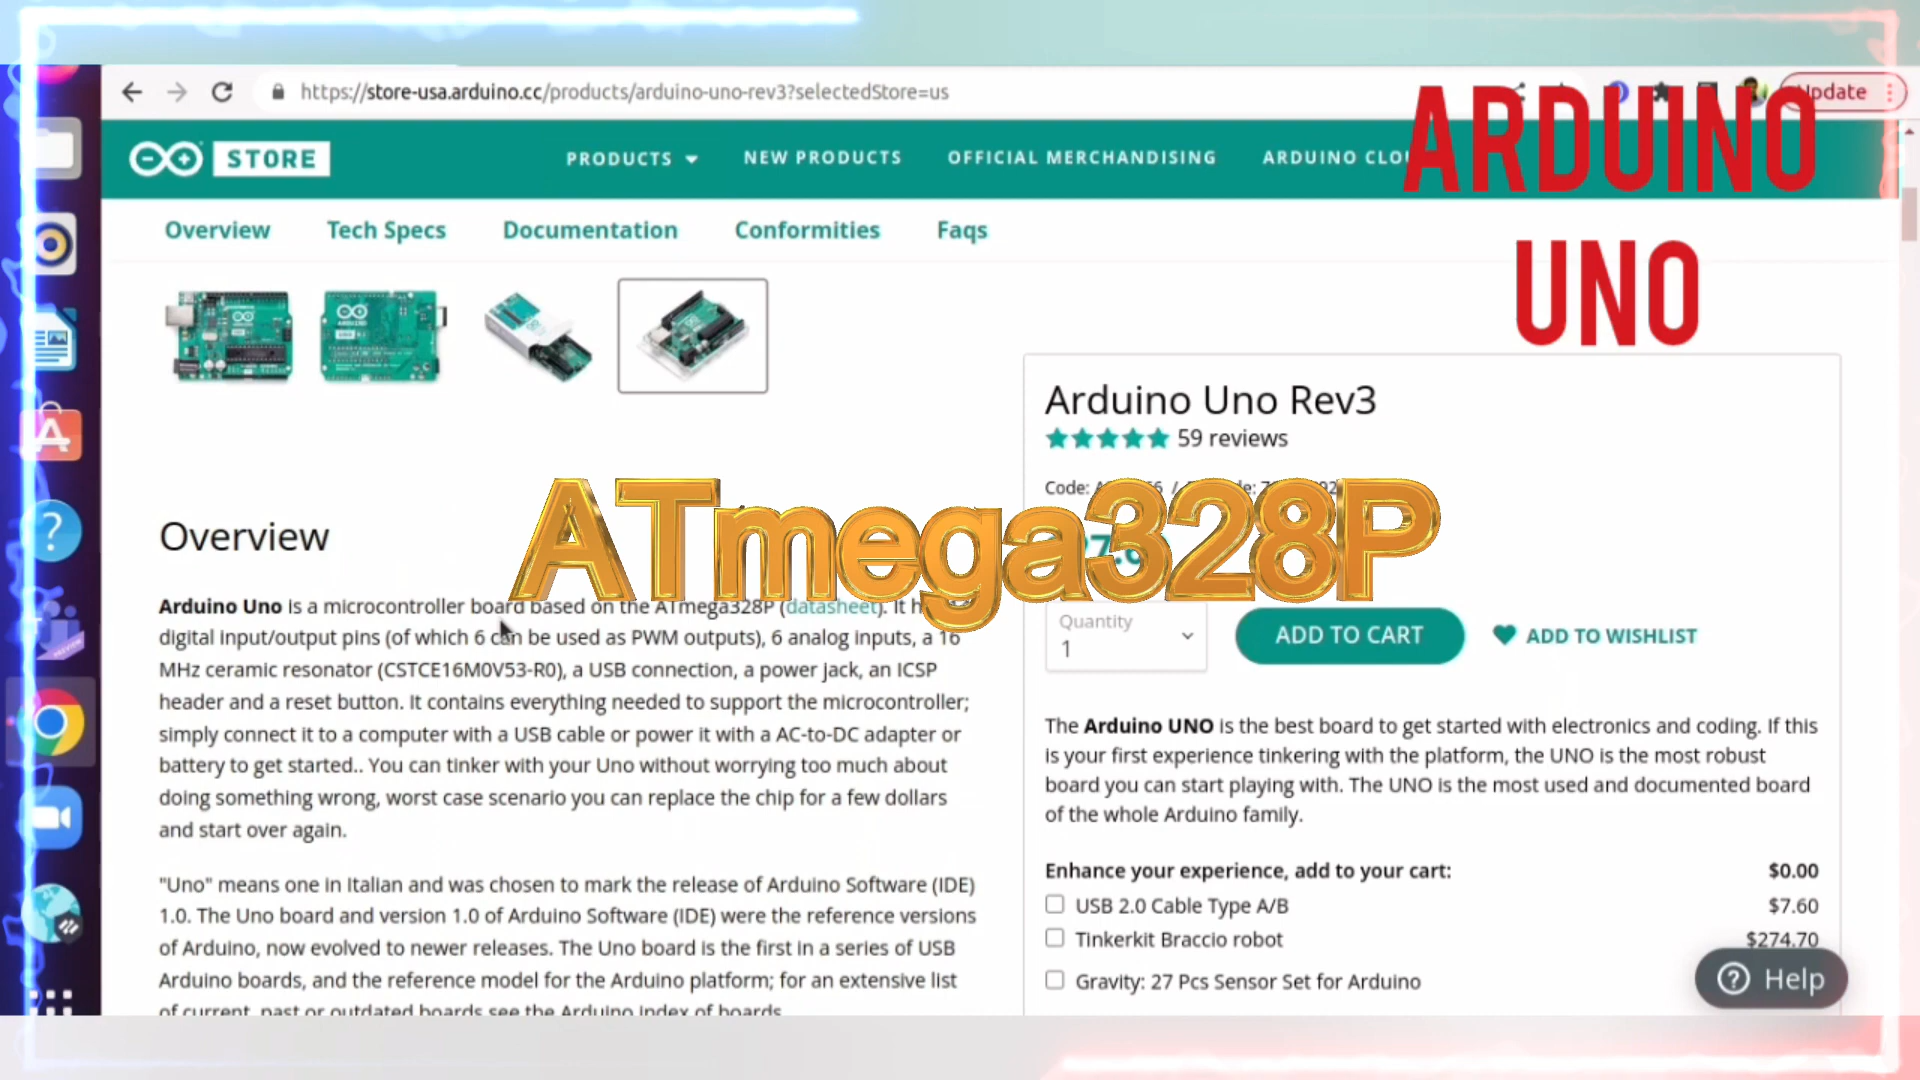 https://store-usa.arduino.cc/products/arduino-uno-rev3?selectedStore=us
Update
ARDUINO
UNO
STORE
PRODUCTS
NEW PRODUCTS
OFFICIAL MERCHANDISING
ARDUINO
Overview
Tech Specs
Documentation
Conformities
Faqs
Arduino Uno Rev3
59 reviews
Code: /
ATmega328P
Overview
Arduino Uno is a microcontroller board based on the ATmega328P (datasheet). It
digital input/output pins (of which 6 can be used as PWM outputs), 6 analog inputs, a 16
MHz ceramic resonator (CSTCE16M0V53-R0), a USB connection, a power jack, an ICSP
header and a reset button. It contains everything needed to support the microcontroller;
simply connect it to a computer with a USB cable or power it with a AC-to-DC adapter or
battery to get started.. You can tinker with your Uno without worrying too much about
doing something wrong, worst case scenario you can replace the chip for a few dollars
and start over again.
"Uno" means one in Italian and was chosen to mark the release of Arduino Software (IDE)
1.0. The Uno board and version 1.0 of Arduino Software (IDE) were the reference versions
of Arduino, now evolved to newer releases. The Uno board is the first in a series of USB
Arduino boards, and the reference model for the Arduino platform; for an extensive list
of current, past or outdated boards see the Arduino index of boards.
Quantity
1
ADD TO CART
ADD TO WISHLIST
The Arduino UNO is the best board to get started with electronics and coding. If this
is your first experience tinkering with the platform, the UNO is the most robust
board you can start playing with. The UNO is the most used and documented board
of the whole Arduino family.
Enhance your experience, add to your cart: $0.00
USB 2.0 Cable Type A/B $7.60
Tinkerkit Braccio robot $274.70
Gravity: 27 Pcs Sensor Set for Arduino
Help